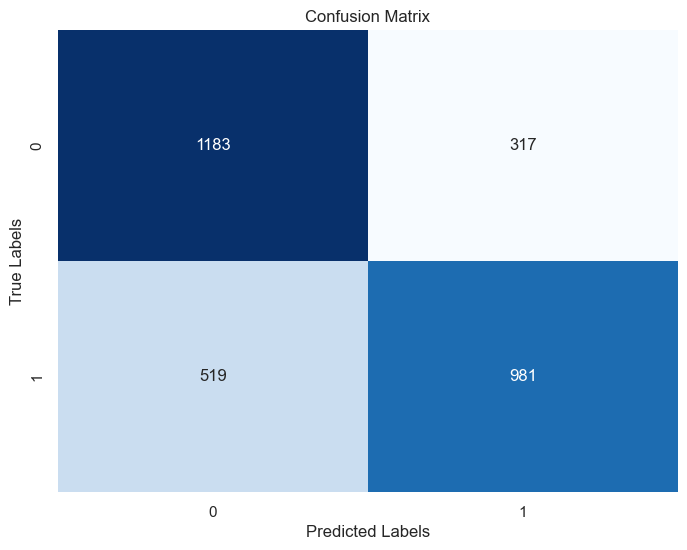 Confusion Matrix
True Labels
0
1183
317
1
519
981
0
1
Predicted Labels